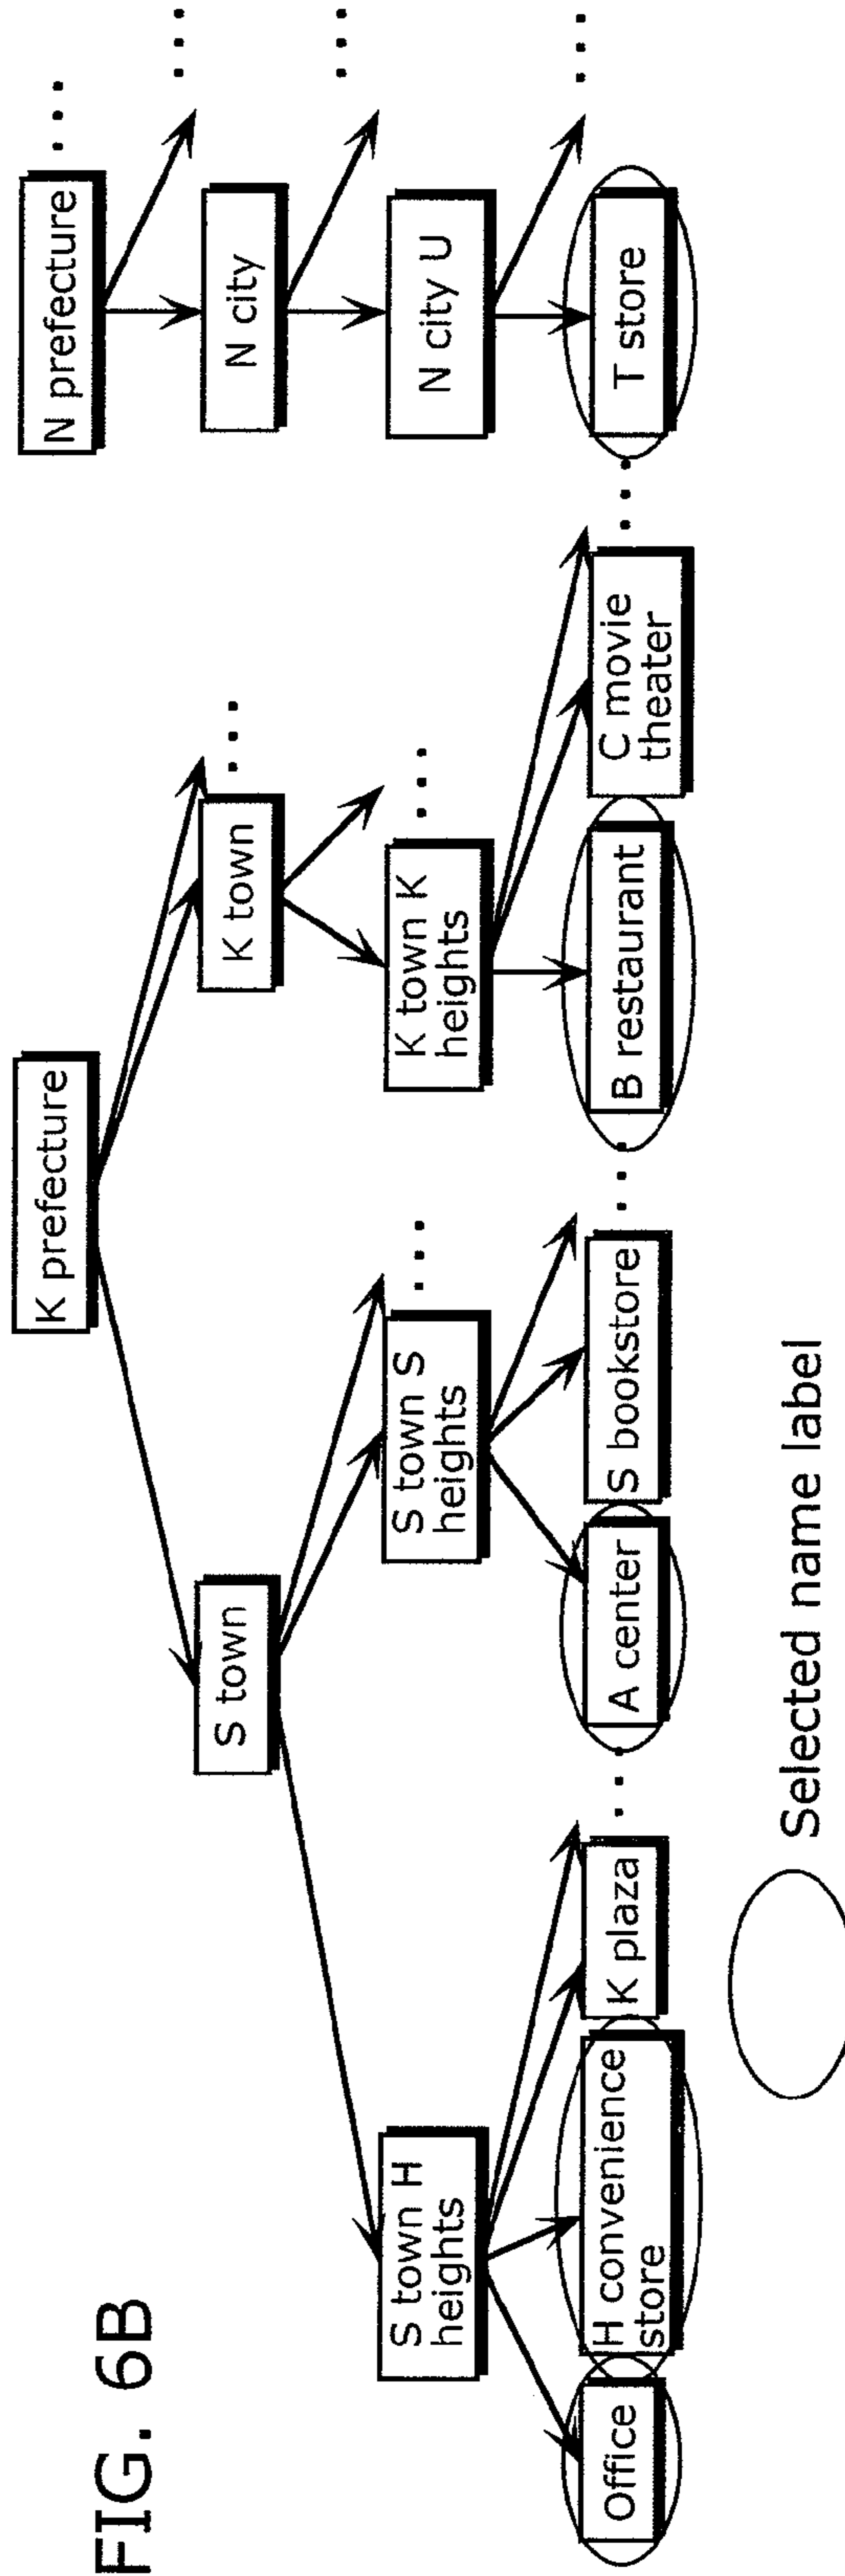 FIG. 6B
K prefecture
N prefecture
...
S town
K town
...
N city
...
S town H
heights
S town S
heights
...
K town K
heights
...
N city U
...
Office
H convenience
store
K plaza
...
A center
S bookstore
...
B restaurant
C movie
theater
...
T store
...
Selected name label